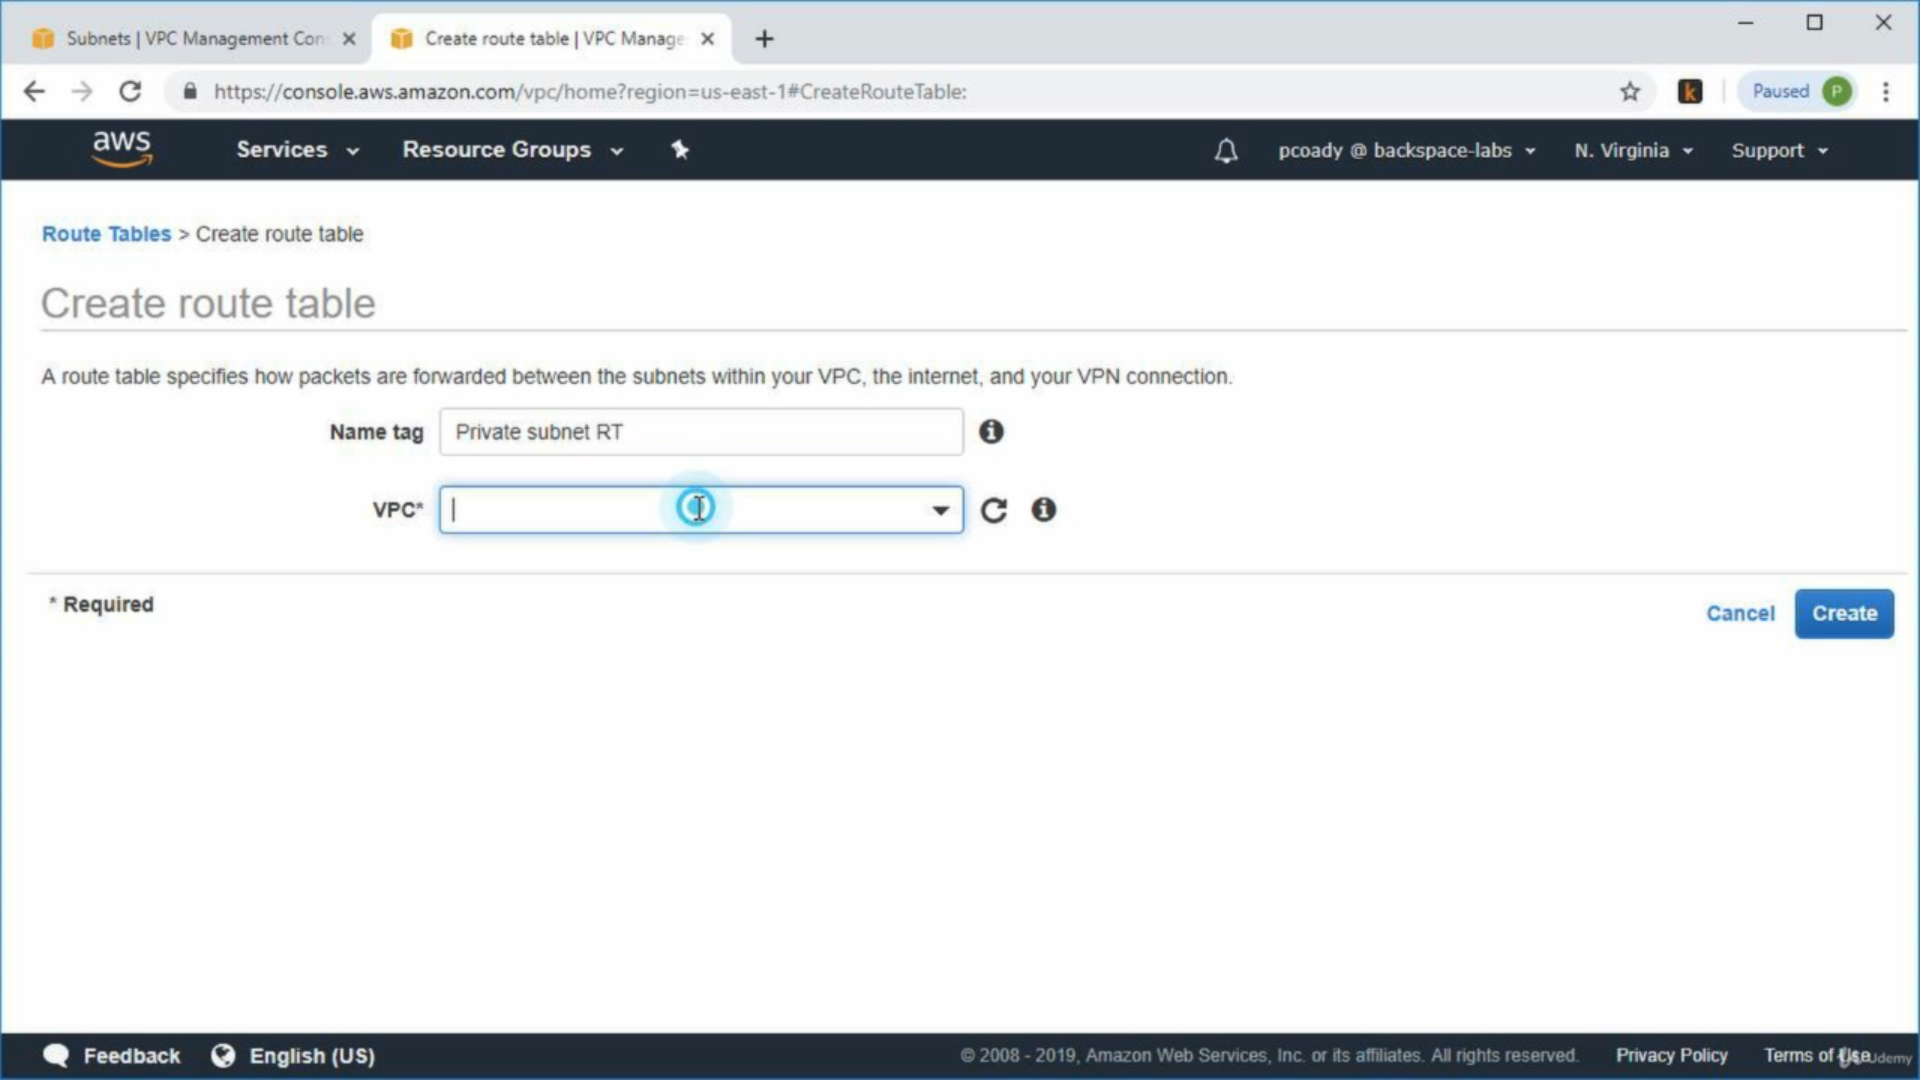 Subnets | VPC Management Con
Create route table | VPC Manage
https://console.aws.amazon.com/vpc/home?region=us-east-1#CreateRouteTable:
k
Paused P
aws
Services
Resource Groups
pcoady @ backspace-labs
N. Virginia
Support
Route Tables > Create route table
Create route table
A route table specifies how packets are forwarded between the subnets within your VPC, the internet, and your VPN connection.
Name tag
Private subnet RT
VPC*
* Required
Cancel
Create
Feedback
English (US)
© 2008 - 2019, Amazon Web Services, Inc. or its affiliates. All rights reserved.
Privacy Policy
Terms of Use
Udemy